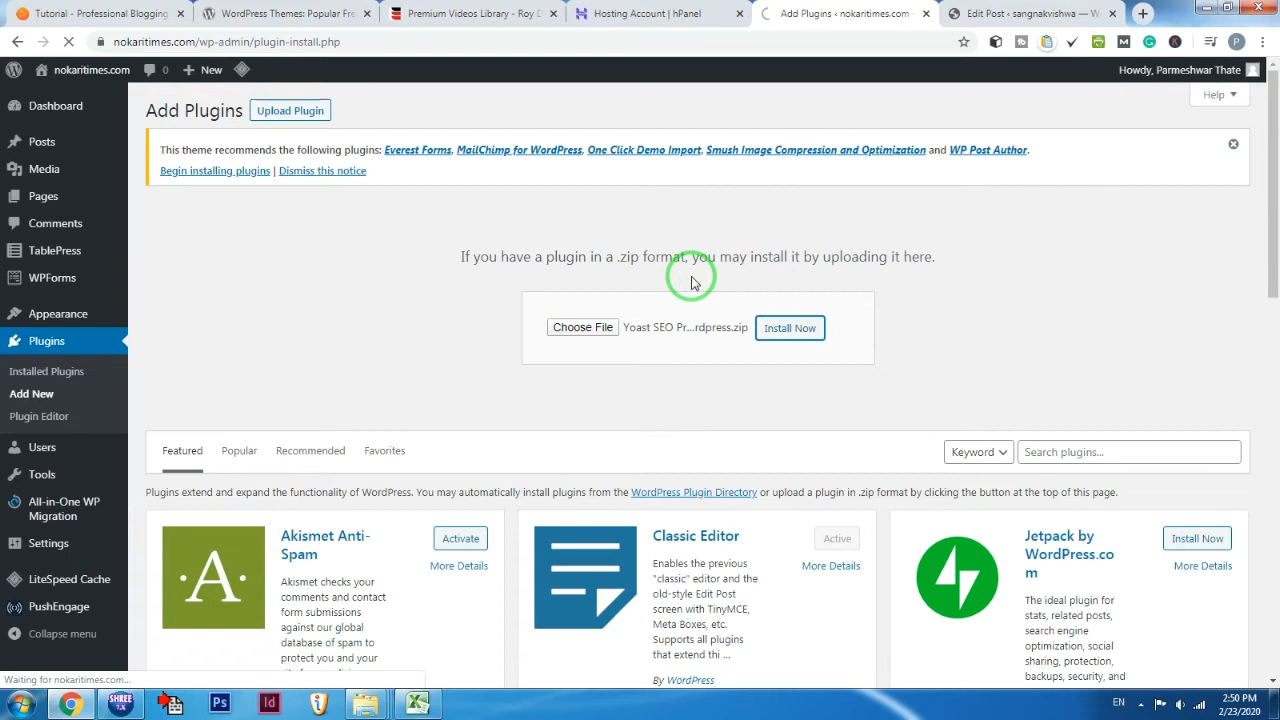 Tutorial - Professional Blogging
WordPress Themes: Popular Fre
Premium Videos Library - Roy D
Hosting Account | hPanel
Add Plugins ‹ nokaritimes.com —
Edit Post ‹ sangnakvishwa — W
nokaritimes.com/wp-admin/plugin-install.php
nokaritimes.com 0 New
Howdy, Parmeshwar Thate
Dashboard
Posts
Media
Pages
Comments
TablePress
WPForms
Appearance
Plugins
Installed Plugins
Add New
Plugin Editor
Users
Tools
All-in-One WP
Migration
Settings
LiteSpeed Cache
PushEngage
Collapse menu
Help
Add Plugins Upload Plugin
This theme recommends the following plugins: Everest Forms, MailChimp for WordPress, One Click Demo Import, Smush Image Compression and Optimization and WP Post Author.
Begin installing plugins | Dismiss this notice
If you have a plugin in a .zip format, you may install it by uploading it here.
Choose File Yoast SEO Pr...rdpress.zip Install Now
Featured Popular Recommended Favorites Keyword Search plugins...
Plugins extend and expand the functionality of WordPress. You may automatically install plugins from the WordPress Plugin Directory or upload a plugin in .zip format by clicking the button at the top of this page.
A
Akismet Anti-
Spam
Activate
More Details
Akismet checks your
comments and contact
form submissions
against our global
database of spam to
protect you and your
Classic Editor
Active
More Details
Enables the previous
"classic" editor and the
old-style Edit Post
screen with TinyMCE,
Meta Boxes, etc.
Supports all plugins
that extend thi ...
By WordPress
Jetpack by
WordPress.co
m
Install Now
More Details
The ideal plugin for
stats, related posts,
search engine
optimization, social
sharing, protection,
backups, security, and
Waiting for nokaritimes.com...
EN
2:50 PM
2/23/2020